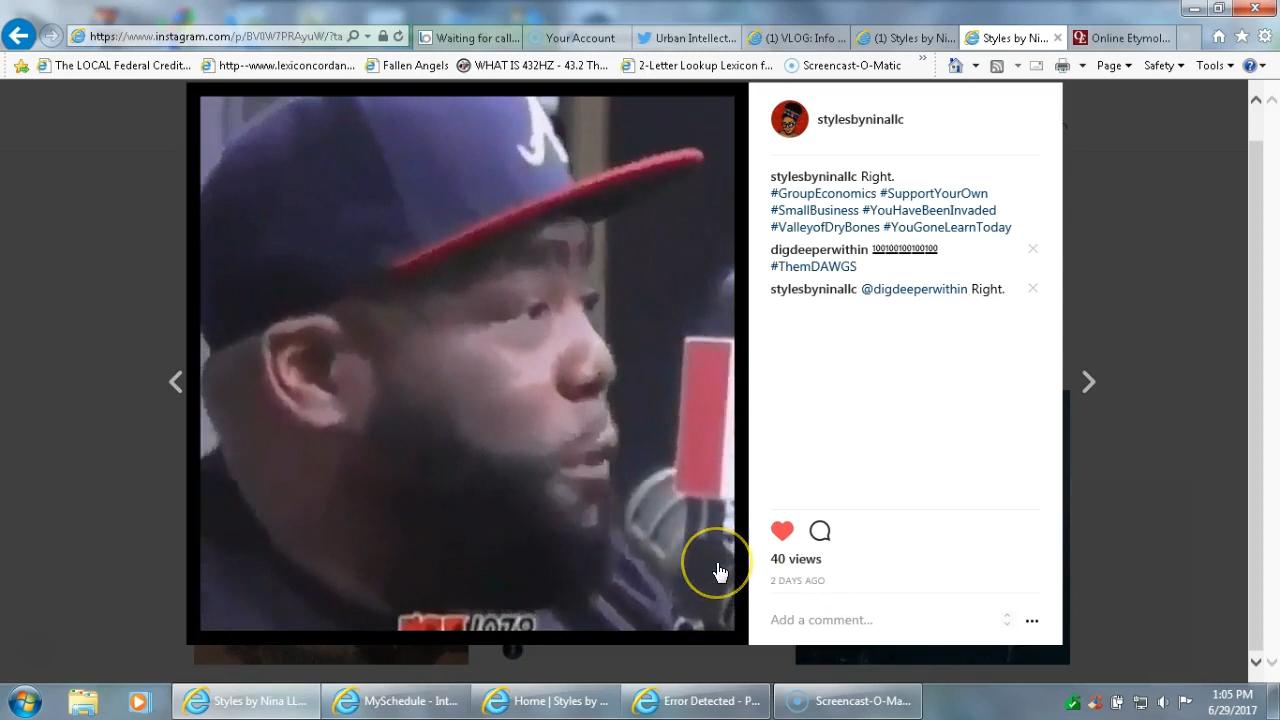 https://www.instagram.com/p/BV0W7PRAyuW/?ta
Waiting for call...
Your Account
Urban Intellect...
(1) VLOG: Info ...
(1) Styles by Ni...
Styles by Ni...
Online Etymol...
The LOCAL Federal Credit...
http--www.lexiconcordan...
Fallen Angels
WHAT IS 432HZ - 43.2 Th...
2-Letter Lookup Lexicon f...
Screencast-O-Matic
Page
Safety
Tools
stylesbyninallc
stylesbyninallc Right.
#GroupEconomics #SupportYourOwn
#SmallBusiness #YouHaveBeenInvaded
#ValleyofDryBones #YouGoneLearnToday
digdeeperwithin 100100100100100
#ThemDAWGS
stylesbyninallc @digdeeperwithin Right.
40 views
2 DAYS AGO
Add a comment...
Styles by Nina LL...
MySchedule - Int...
Home | Styles by ...
Error Detected - P...
Screencast-O-Ma...
1:05 PM
6/29/2017